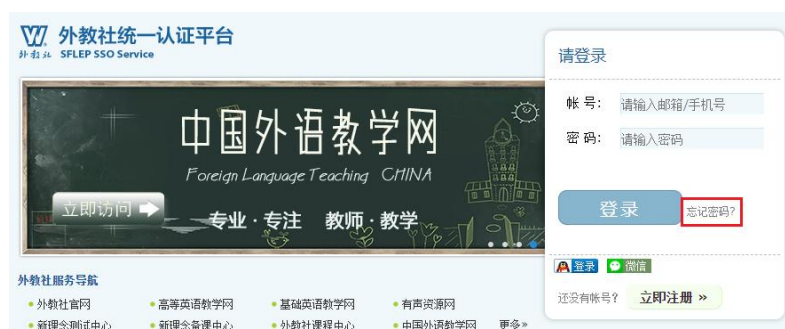 外教社统一认证平台
外教社 SFLEP SSO Service
中国外语教学网
Foreign Language Teaching CHINA
立即访问
专业·专注 教师·教学
请登录
帐 号: 请输入邮箱/手机号
密 码: 请输入密码
登录 忘记密码?
登录 微信
还没有帐号? 立即注册 »
外教社服务导航
外教社官网 高等英语教学网 基础英语教学网 有声资源网
新理念测试中心 新理念备课中心 外教社课程中心 中国外语教学网 更多»